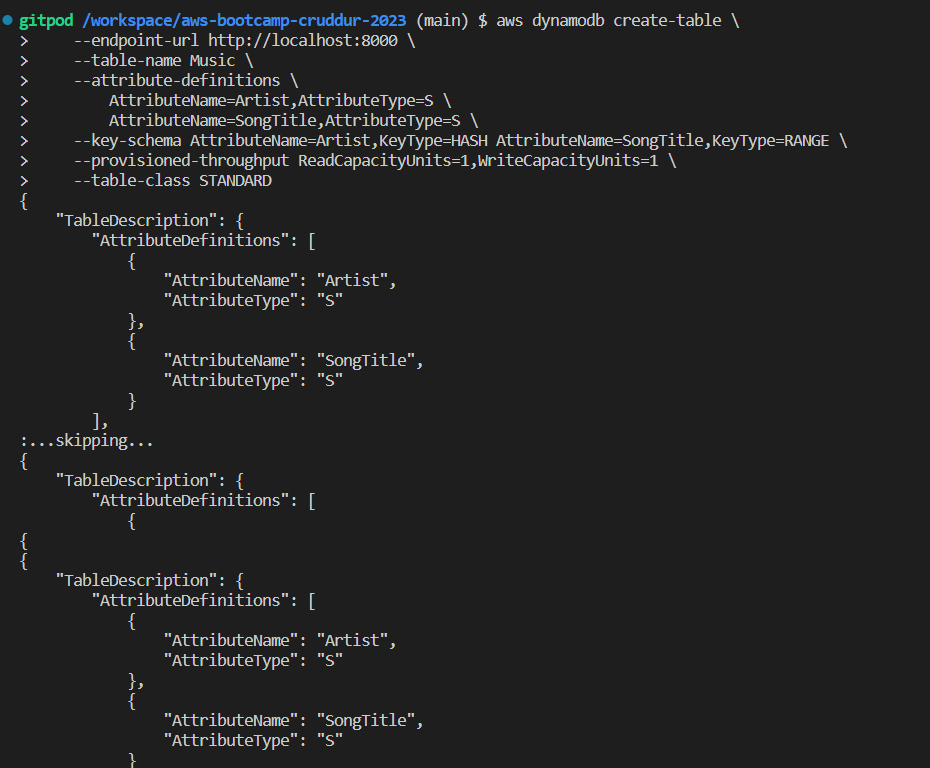 gitpod /workspace/aws-bootcamp-cruddur-2023 (main) $ aws dynamodb create-table \
>     --endpoint-url http://localhost:8000 \
>     --table-name Music \
>     --attribute-definitions \
>         AttributeName=Artist,AttributeType=S \
>         AttributeName=SongTitle,AttributeType=S \
>     --key-schema AttributeName=Artist,KeyType=HASH AttributeName=SongTitle,KeyType=RANGE \
>     --provisioned-throughput ReadCapacityUnits=1,WriteCapacityUnits=1 \
>     --table-class STANDARD
{
    "TableDescription": {
        "AttributeDefinitions": [
            {
                "AttributeName": "Artist",
                "AttributeType": "S"
            },
            {
                "AttributeName": "SongTitle",
                "AttributeType": "S"
            }
        ],
:...skipping...
{
    "TableDescription": {
        "AttributeDefinitions": [
            {
{
{
    "TableDescription": {
        "AttributeDefinitions": [
            {
                "AttributeName": "Artist",
                "AttributeType": "S"
            },
            {
                "AttributeName": "SongTitle",
                "AttributeType": "S"
            }